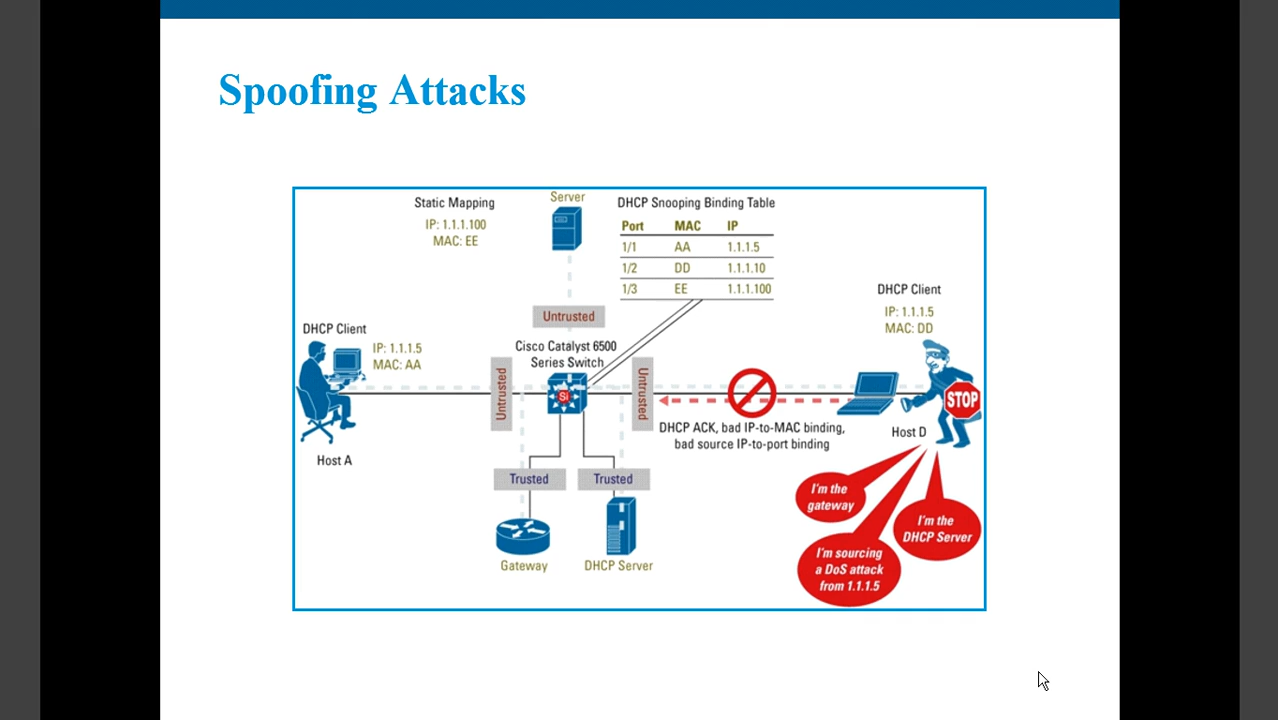 Spoofing Attacks
Static Mapping
IP: 1.1.1.100
MAC: EE
Server
DHCP Snooping Binding Table
Port MAC IP
1/1 AA 1.1.1.5
1/2 DD 1.1.1.10
1/3 EE 1.1.1.100
DHCP Client
IP: 1.1.1.5
MAC: DD
Untrusted
DHCP Client
IP: 1.1.1.5
MAC: AA
Cisco Catalyst 6500
Series Switch
Untrusted
Si
Untrusted
STOP
DHCP ACK, bad IP-to-MAC binding,
bad source IP-to-port binding
Host D
Host A
Trusted
Trusted
I'm the
gateway
I'm the
DHCP Server
I'm sourcing
a DoS attack
from 1.1.1.5
Gateway
DHCP Server